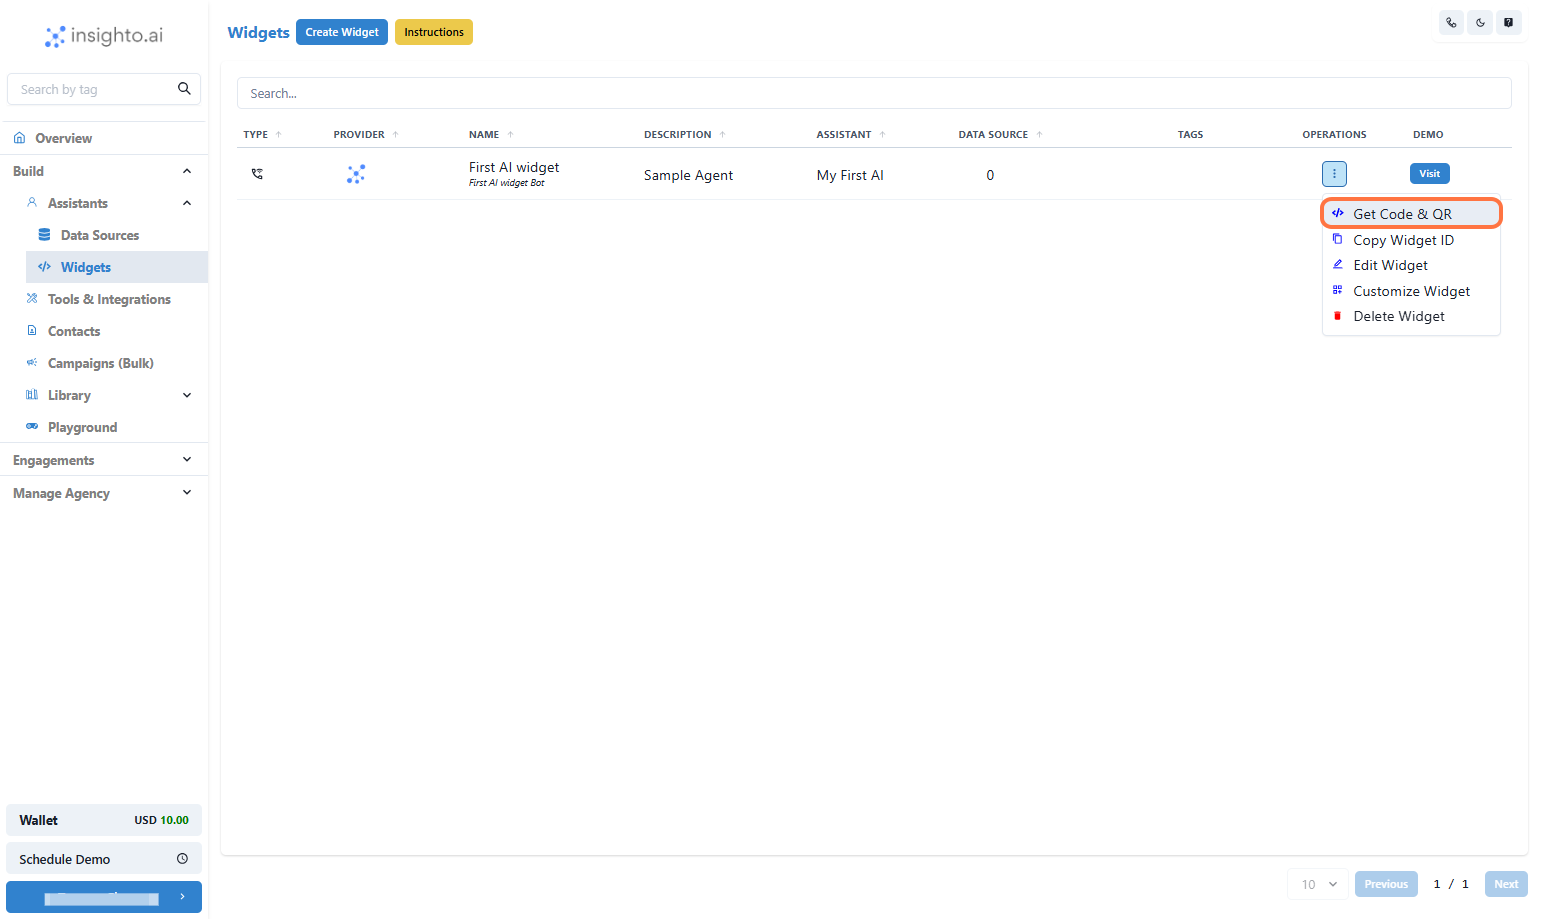 insighto.ai
Search by tag
Overview
Build
Assistants
Data Sources
Widgets
Tools & Integrations
Contacts
Campaigns (Bulk)
Library
Playground
Engagements
Manage Agency
Wallet USD 10.00
Schedule Demo
Widgets Create Widget Instructions
Search...
TYPE PROVIDER NAME DESCRIPTION ASSISTANT DATA SOURCE TAGS OPERATIONS DEMO
First AI widget
First AI widget Bot
Sample Agent My First AI 0 Visit
Get Code & QR
Copy Widget ID
Edit Widget
Customize Widget
Delete Widget
10 Previous 1 / 1 Next